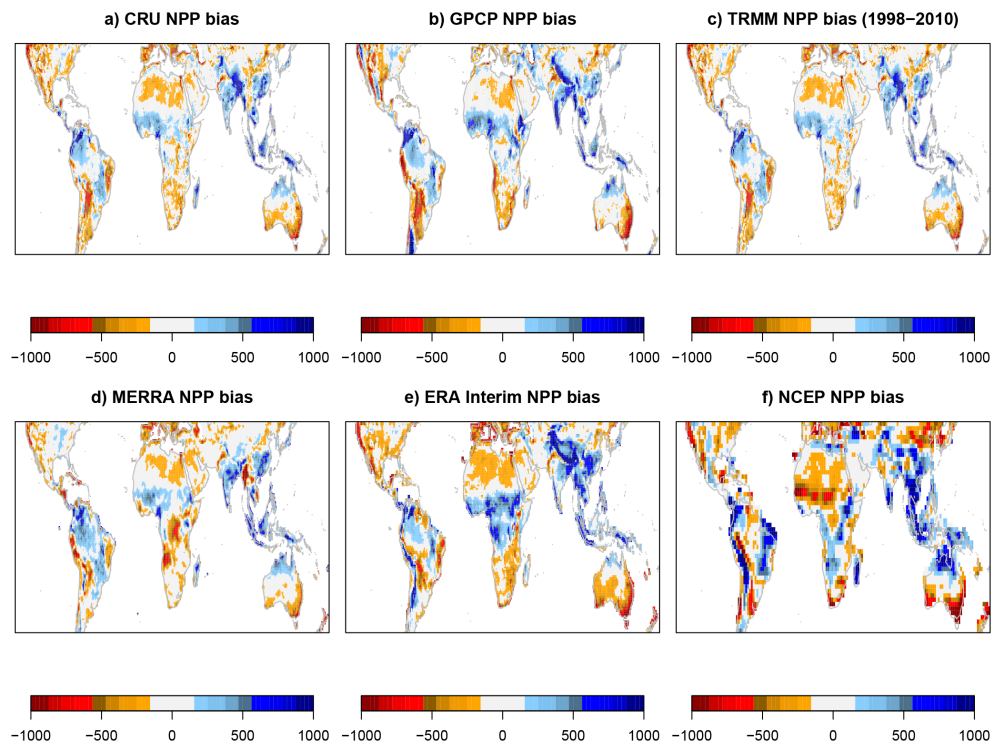 a) CRU NPP bias
b) GPCP NPP bias
c) TRMM NPP bias (1998−2010)
−1000 −500 0 500 1000
−1000 −500 0 500 1000
−1000 −500 0 500 1000
d) MERRA NPP bias
e) ERA Interim NPP bias
f) NCEP NPP bias
−1000 −500 0 500 1000
−1000 −500 0 500 1000
−1000 −500 0 500 1000